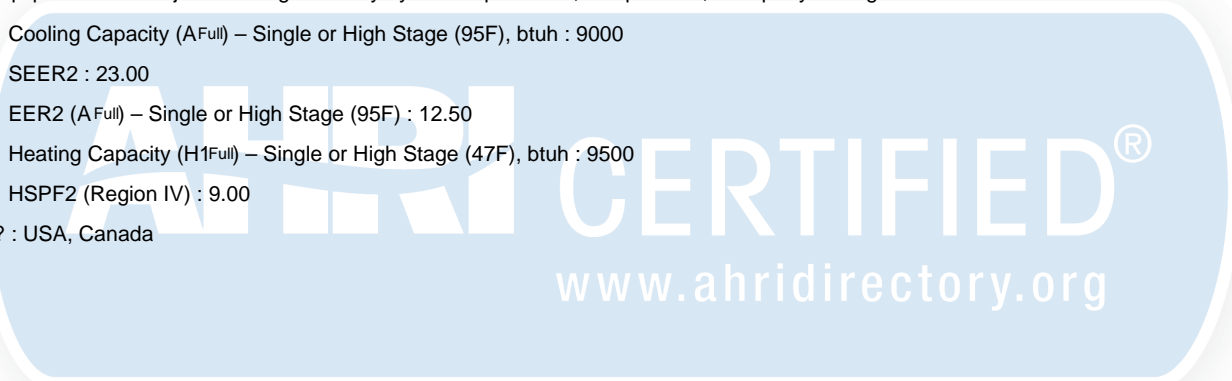 Cooling Capacity (AFull) – Single or High Stage (95F), btuh : 9000
SEER2 : 23.00
EER2 (AFull) – Single or High Stage (95F) : 12.50
Heating Capacity (H1Full) – Single or High Stage (47F), btuh : 9500
HSPF2 (Region IV) : 9.00
? : USA, Canada
AHRI CERTIFIED®
www.ahridirectory.org